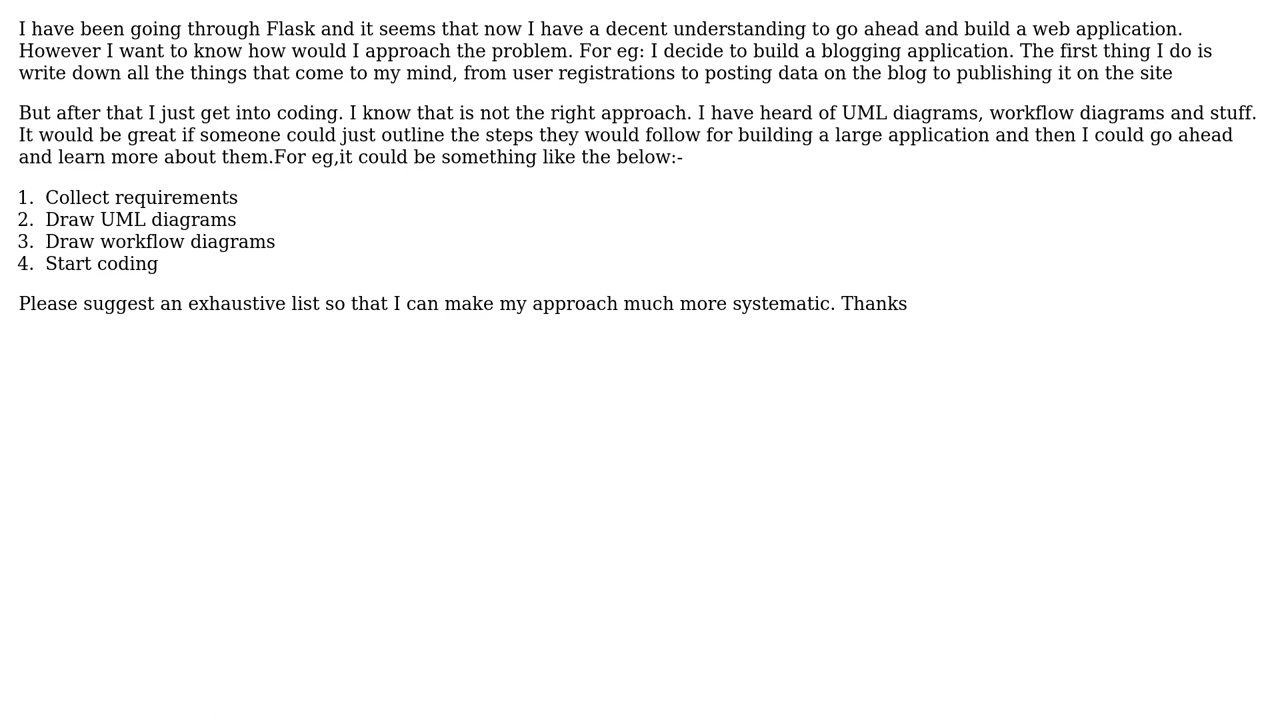 I have been going through Flask and it seems that now I have a decent understanding to go ahead and build a web application.
However I want to know how would I approach the problem. For eg: I decide to build a blogging application. The first thing I do is
write down all the things that come to my mind, from user registrations to posting data on the blog to publishing it on the site
But after that I just get into coding. I know that is not the right approach. I have heard of UML diagrams, workflow diagrams and stuff.
It would be great if someone could just outline the steps they would follow for building a large application and then I could go ahead
and learn more about them.For eg,it could be something like the below:-
1. Collect requirements
2. Draw UML diagrams
3. Draw workflow diagrams
4. Start coding
Please suggest an exhaustive list so that I can make my approach much more systematic. Thanks